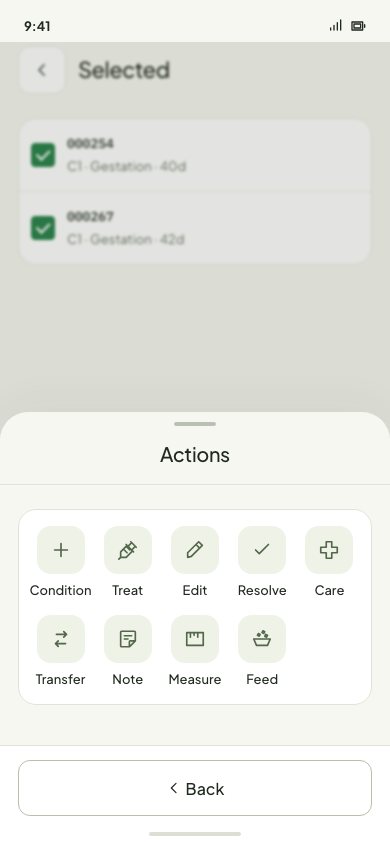 9:41
Selected
000254
C1 · Gestation · 40d
000267
C1 · Gestation · 42d
Actions
Condition Treat Edit Resolve Care
Transfer Note Measure Feed
Back